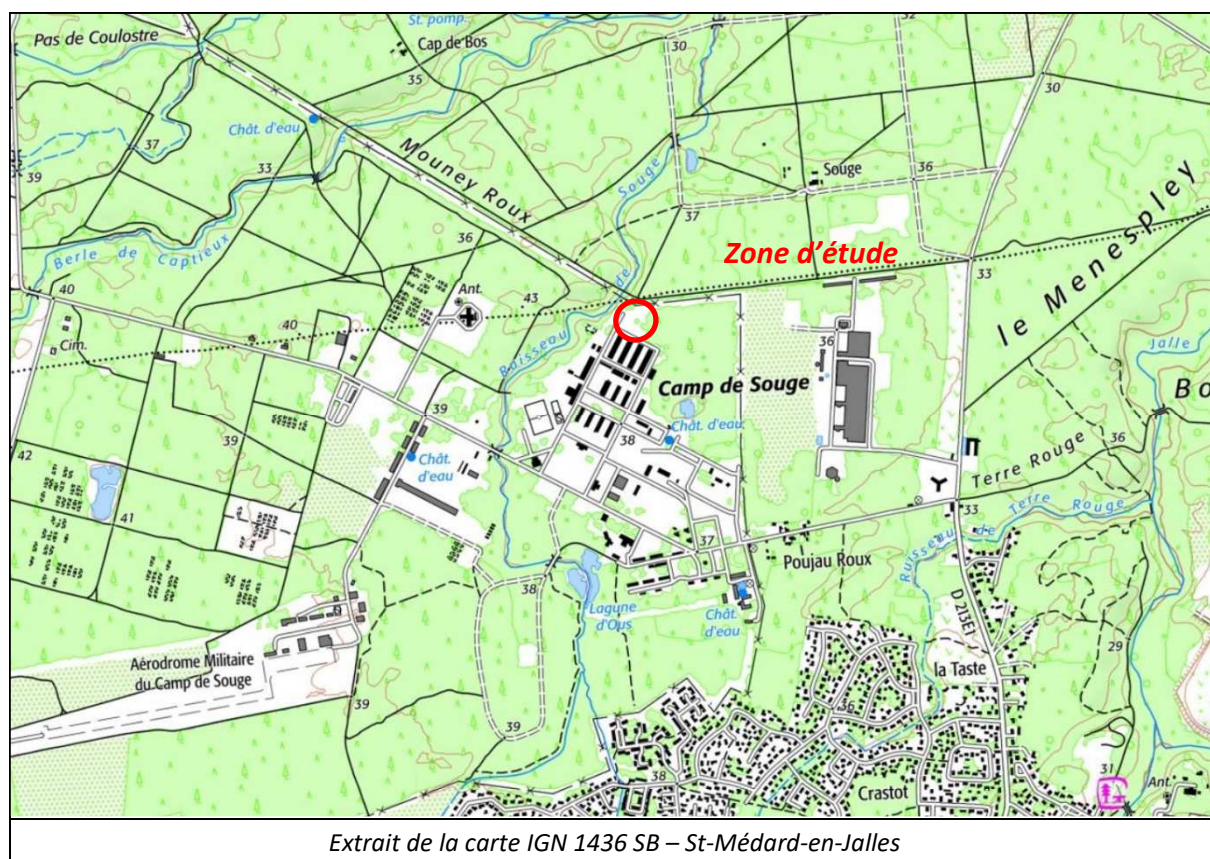 St. pomp.
Pas de Coulostre
Cap de Bos
30
32
35
30
Chât. d'eau
37
33
39
Mouney Roux
Souge
36
Ruisseau de Souge
37
Berle de Captieux
36
Zone d'étude
le Menespley
33
Ant.
43
40
40
Cim.
36
Jalle
Camp de Souge
Bo
39
39
38
Chât. d'eau
36
42
Chât. d'eau
Terre Rouge
41
33
37
Poujau Roux
Ruisseau de Terre Rouge
38
Lagune
d'Ous
Chât.
d'eau
D 213E1
Aérodrome Militaire
du Camp de Souge
la Taste
29
39
36
39
38
31
Ant.
Crastot
Extrait de la carte IGN 1436 SB – St-Médard-en-Jalles